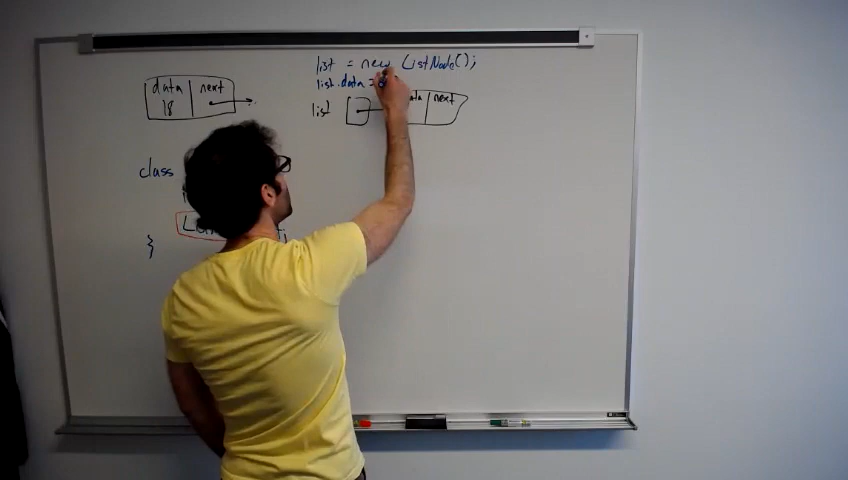 list = new ListNode();
list.data =
data next
18
list
next
class
}